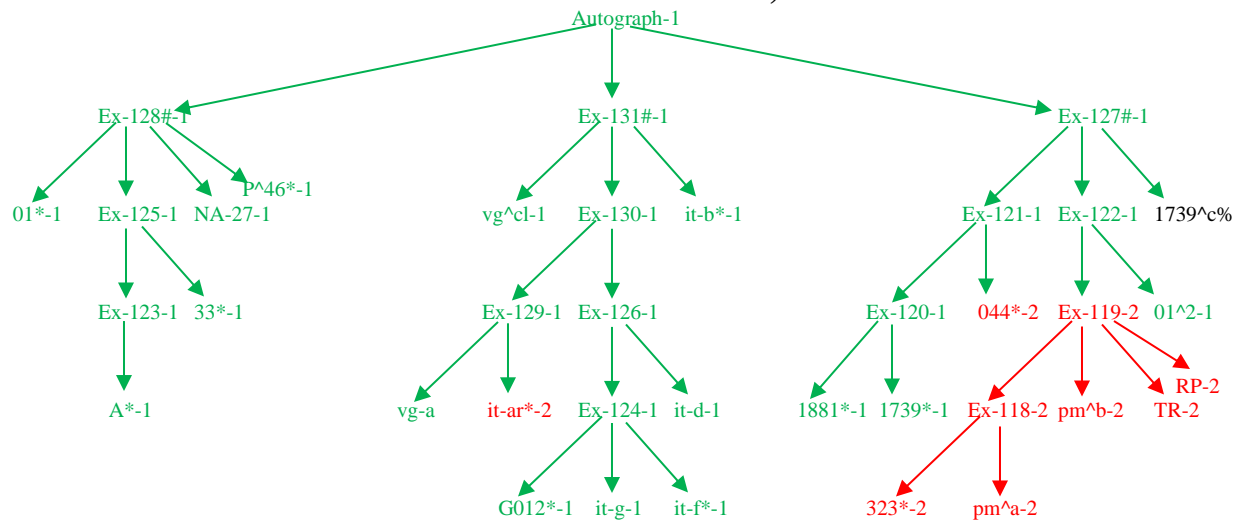 Autograph-1
Ex-128#-1 Ex-131#-1 Ex-127#-1
P^46*-1
01*-1 Ex-125-1 NA-27-1 vg^cl-1 Ex-130-1 it-b*-1 Ex-121-1 Ex-122-1 1739^c%
Ex-123-1 33*-1 Ex-129-1 Ex-126-1 Ex-120-1 044*-2 Ex-119-2 01^2-1
RP-2
A*-1 vg-a it-ar*-2 Ex-124-1 it-d-1 1881*-1 1739*-1 Ex-118-2 pm^b-2 TR-2
G012*-1 it-g-1 it-f*-1 323*-2 pm^a-2